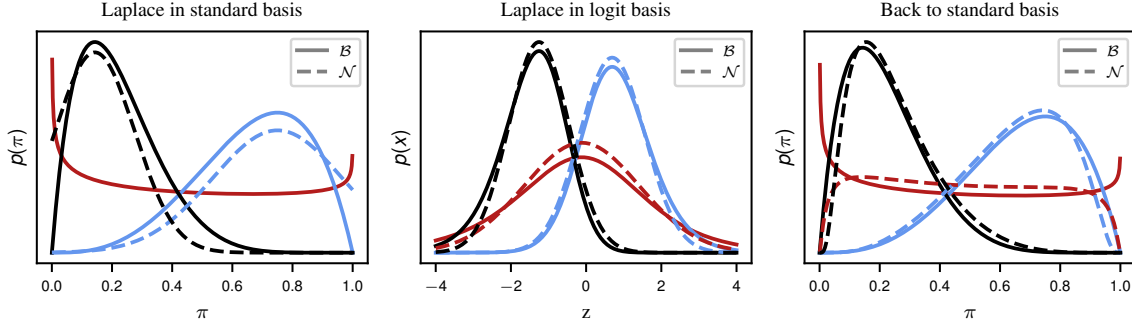 Laplace in standard basis
p(π)
ℬ
𝒩
0.0 0.2 0.4 0.6 0.8 1.0
π
Laplace in logit basis
p(x)
ℬ
𝒩
−4 −2 0 2 4
z
Back to standard basis
p(π)
ℬ
𝒩
0.0 0.2 0.4 0.6 0.8 1.0
π